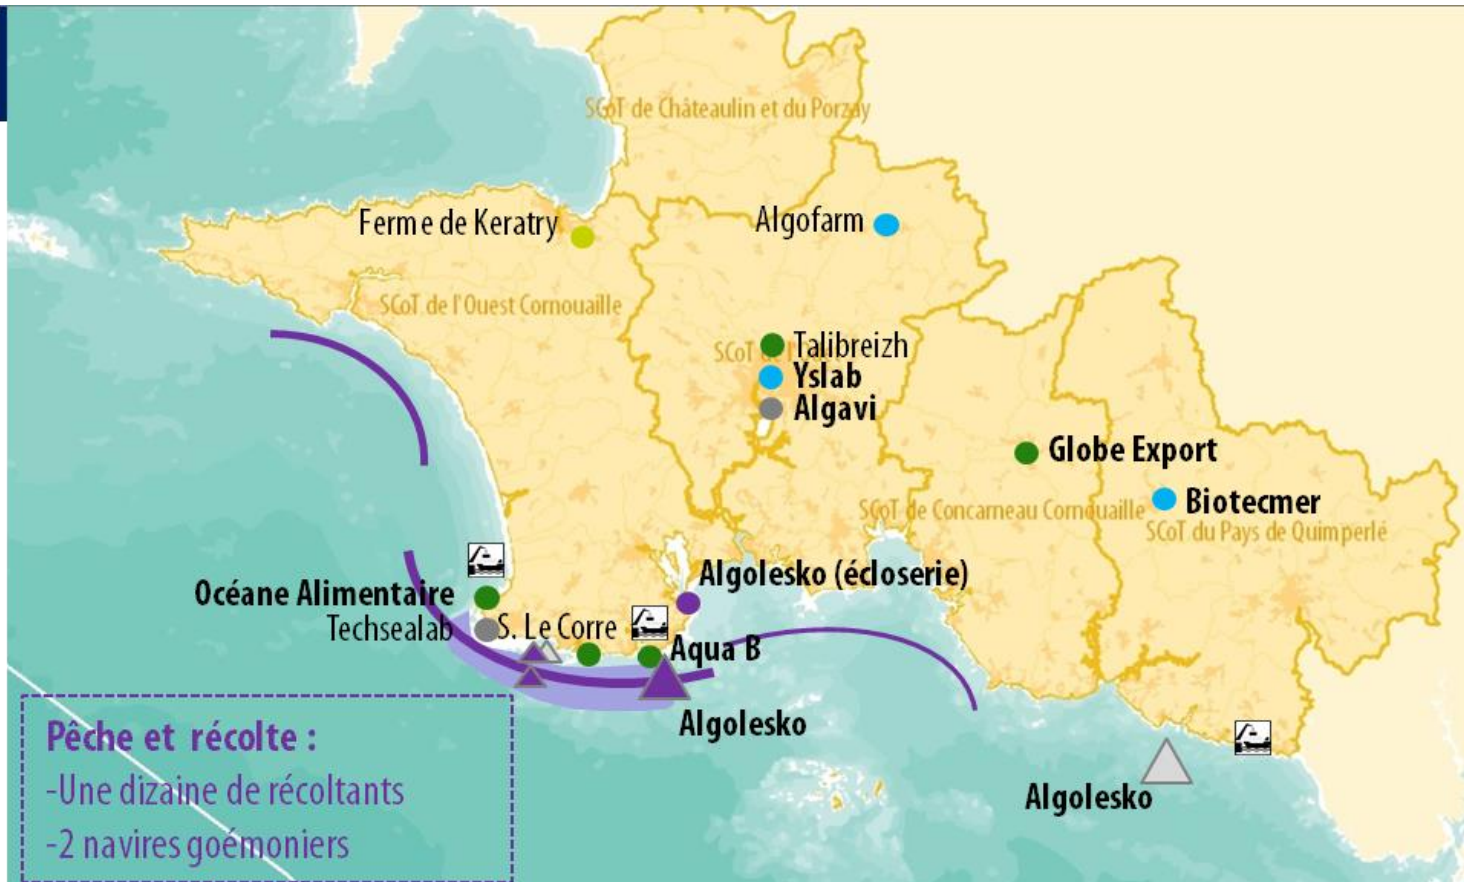 SCoT de Châteaulin et du Porzay
Ferme de Keratry
Algofarm
SCoT de l'Ouest Cornouaille
Talibreizh
SCoT de l'
Yslab
Algavi
Globe Export
Biotecmer
SCoT de Concarneau Cornouaille
SCoT du Pays de Quimperlé
Algolesko (écloserie)
Océane Alimentaire
Techsealab
S. Le Corre
Aqua B
Algolesko
Algolesko
Pêche et récolte :
-Une dizaine de récoltants
-2 navires goémoniers